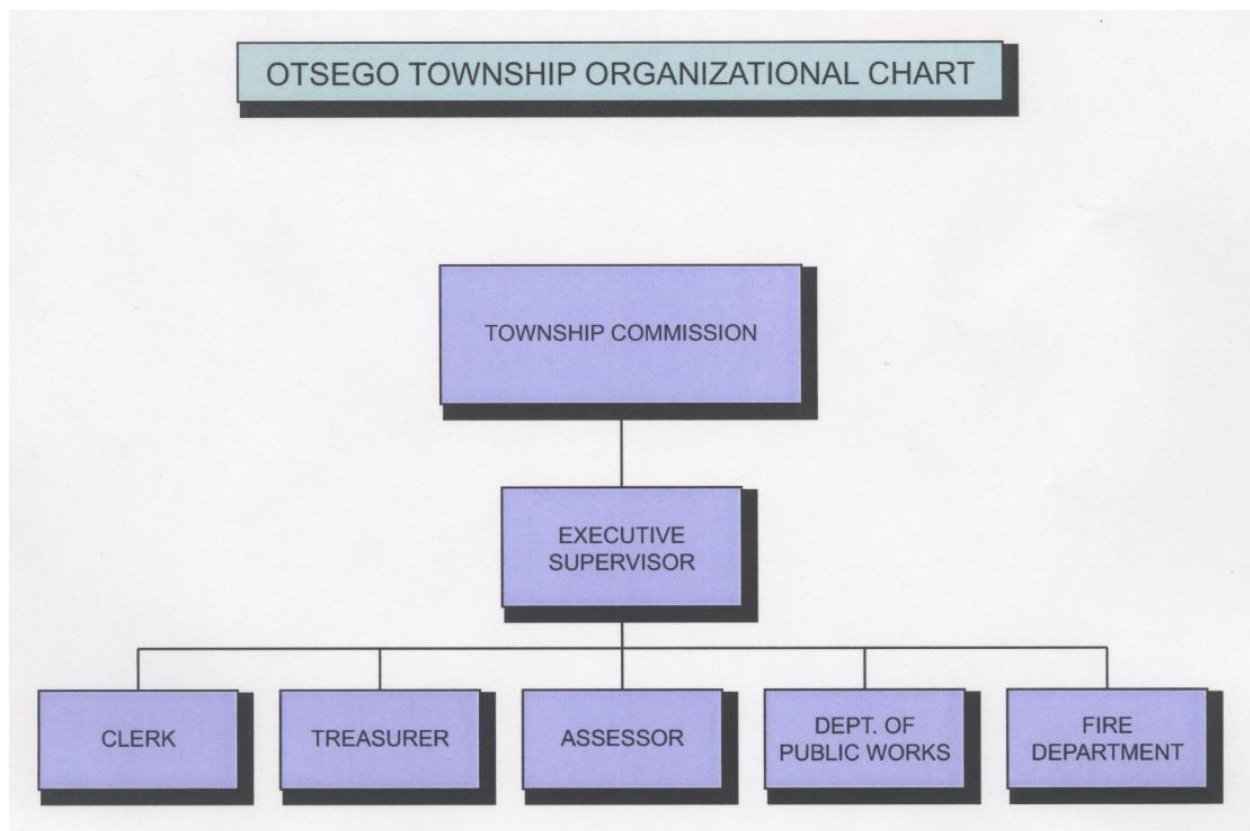 OTSEGO TOWNSHIP ORGANIZATIONAL CHART
TOWNSHIP COMMISSION
EXECUTIVE
SUPERVISOR
CLERK
TREASURER
ASSESSOR
DEPT. OF
PUBLIC WORKS
FIRE
DEPARTMENT